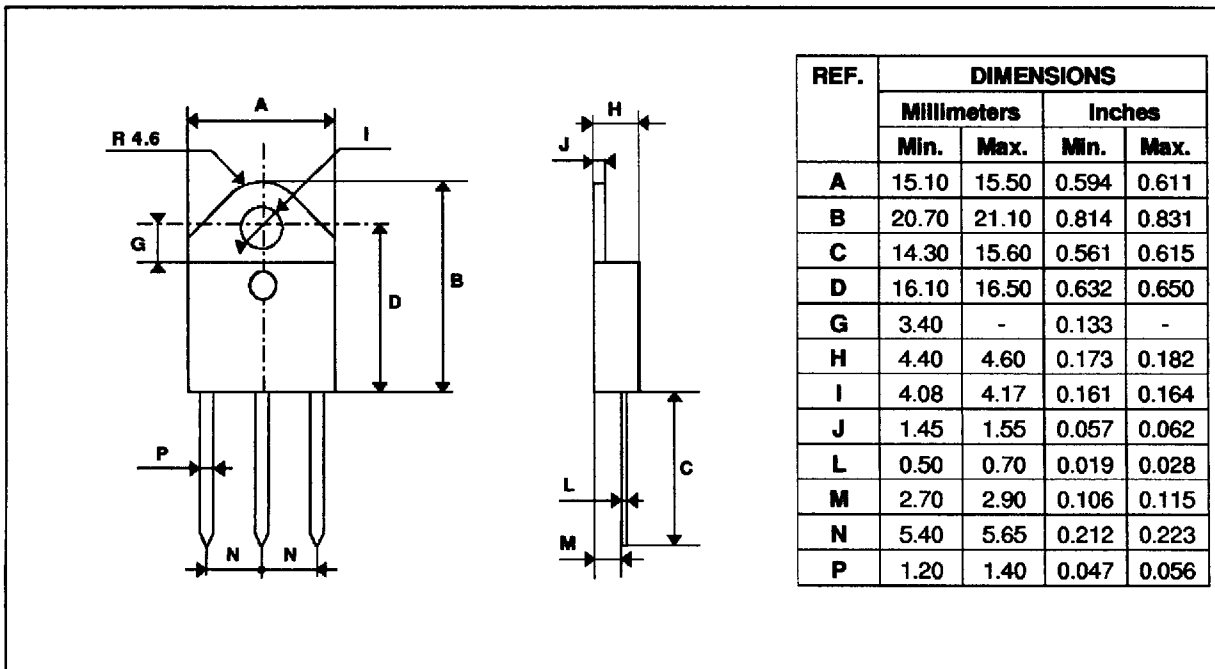 A
R 4.6
I
G
B
D
P
N N
H
J
C
L
M
REF. DIMENSIONS
Millimeters Inches
Min. Max. Min. Max.
A 15.10 15.50 0.594 0.611
B 20.70 21.10 0.814 0.831
C 14.30 15.60 0.561 0.615
D 16.10 16.50 0.632 0.650
G 3.40 - 0.133 -
H 4.40 4.60 0.173 0.182
I 4.08 4.17 0.161 0.164
J 1.45 1.55 0.057 0.062
L 0.50 0.70 0.019 0.028
M 2.70 2.90 0.106 0.115
N 5.40 5.65 0.212 0.223
P 1.20 1.40 0.047 0.056